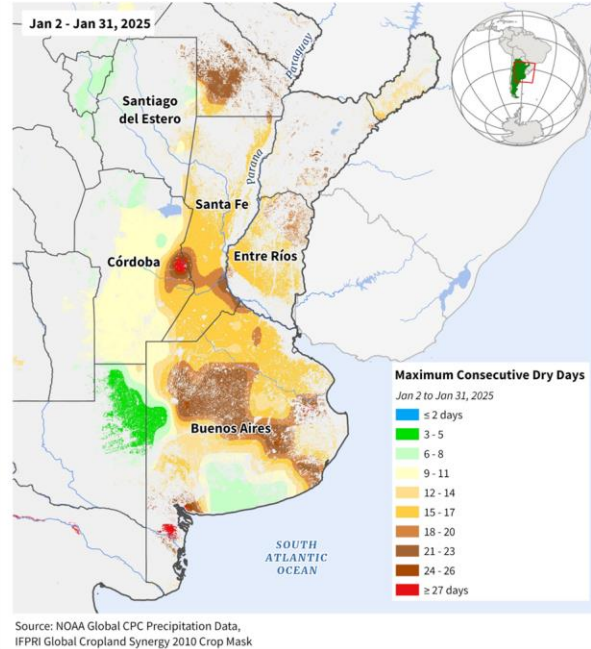 Jan 2 - Jan 31, 2025
Paraguay
Santiago
del Estero
Parana
Santa Fe
Córdoba
Entre Ríos
Buenos Aires
SOUTH
ATLANTIC
OCEAN
Maximum Consecutive Dry Days
Jan 2 to Jan 31, 2025
≤ 2 days
3 - 5
6 - 8
9 - 11
12 - 14
15 - 17
18 - 20
21 - 23
24 - 26
≥ 27 days
Source: NOAA Global CPC Precipitation Data,
IFPRI Global Cropland Synergy 2010 Crop Mask